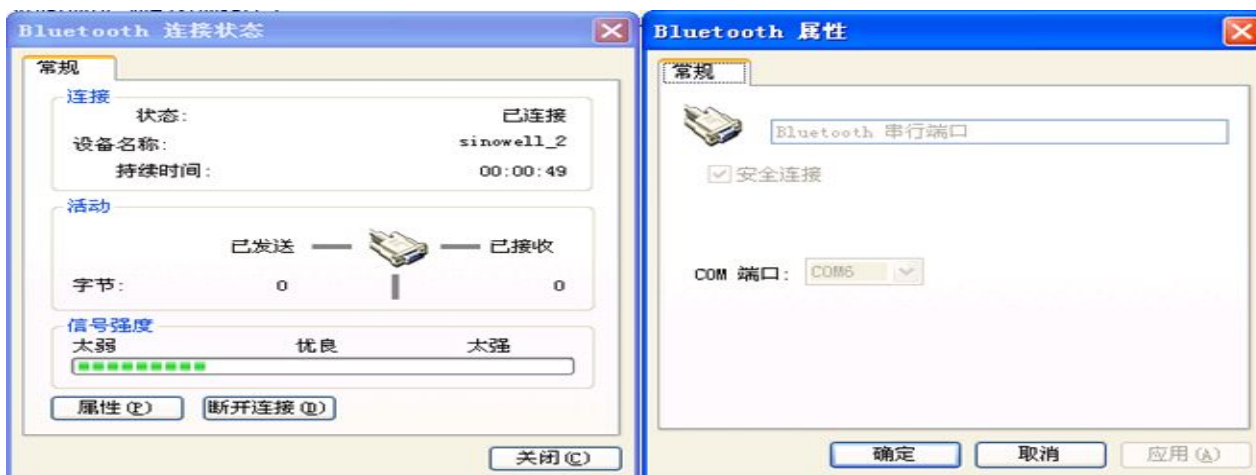 Bluetooth 连接状态
常规
连接
状态: 已连接
设备名称: sinowell_2
持续时间: 00:00:49
活动
已发送 已接收
字节: 0 0
信号强度
太弱 优良 太强
属性(P) 断开连接(D)
关闭(C)
Bluetooth 属性
常规
Bluetooth 串行端口
安全连接
COM 端口: COM6
确定 取消 应用(A)